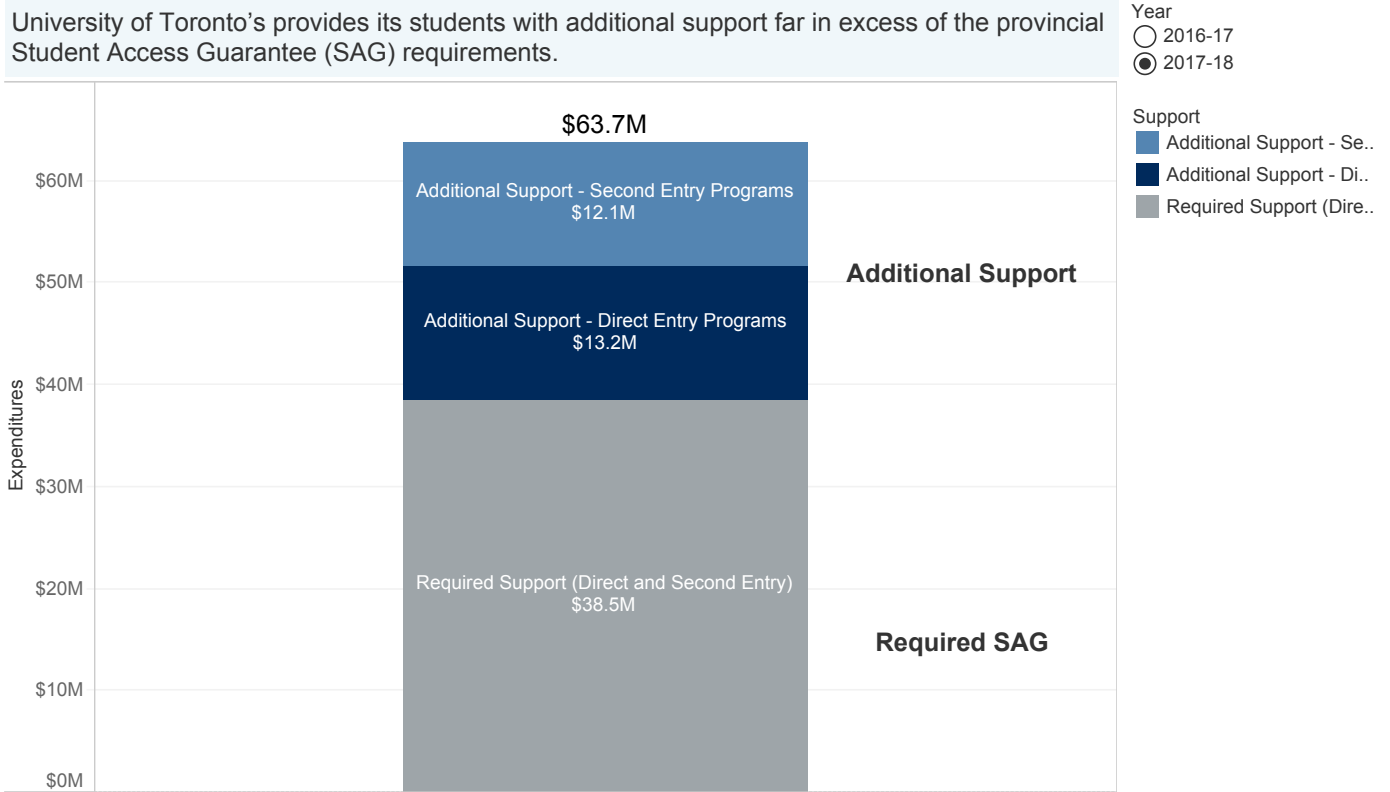 University of Toronto’s provides its students with additional support far in excess of the provincial
Student Access Guarantee (SAG) requirements.
Year
2016-17
2017-18
Support
Additional Support - Se..
Additional Support - Di..
Required Support (Dire..
$63.7M
$60M
Additional Support - Second Entry Programs
$12.1M
$50M
Additional Support
Additional Support - Direct Entry Programs
$13.2M
$40M
Expenditures
$30M
$20M
Required Support (Direct and Second Entry)
$38.5M
Required SAG
$10M
$0M